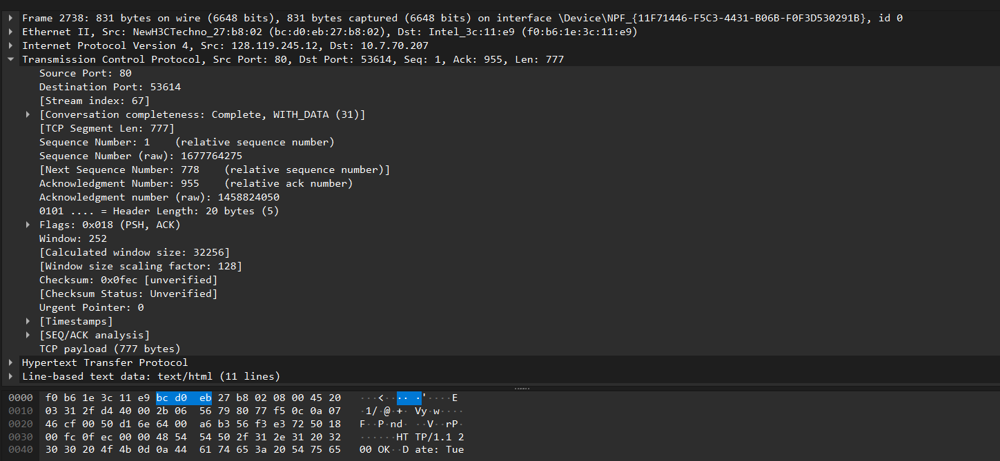 Frame 2738: 831 bytes on wire (6648 bits), 831 bytes captured (6648 bits) on interface \Device\NPF_{11F71446-F5C3-4431-B06B-F0F3D530291B}, id 0
Ethernet II, Src: NewH3CTechno_27:b8:02 (bc:d0:eb:27:b8:02), Dst: Intel_3c:11:e9 (f0:b6:1e:3c:11:e9)
Internet Protocol Version 4, Src: 128.119.245.12, Dst: 10.7.70.207
Transmission Control Protocol, Src Port: 80, Dst Port: 53614, Seq: 1, Ack: 955, Len: 777
Source Port: 80
Destination Port: 53614
[Stream index: 67]
[Conversation completeness: Complete, WITH_DATA (31)]
[TCP Segment Len: 777]
Sequence Number: 1    (relative sequence number)
Sequence Number (raw): 1677764275
[Next Sequence Number: 778    (relative sequence number)]
Acknowledgment Number: 955    (relative ack number)
Acknowledgment number (raw): 1458824050
0101 .... = Header Length: 20 bytes (5)
Flags: 0x018 (PSH, ACK)
Window: 252
[Calculated window size: 32256]
[Window size scaling factor: 128]
Checksum: 0x0fec [unverified]
[Checksum Status: Unverified]
Urgent Pointer: 0
[Timestamps]
[SEQ/ACK analysis]
TCP payload (777 bytes)
Hypertext Transfer Protocol
Line-based text data: text/html (11 lines)
0000  f0 b6 1e 3c 11 e9 bc d0  eb 27 b8 02 08 00 45 20   ···<···· ·'····E 
0010  03 31 2f d4 40 00 2b 06  56 79 80 77 f5 0c 0a 07   ·1/·@·+· Vy·w····
0020  46 cf 00 50 d1 6e 64 00  a6 b3 56 f3 e3 72 50 18   F··P·nd· ··V··rP·
0030  00 fc 0f ec 00 00 48 54  54 50 2f 31 2e 31 20 32   ······HT TP/1.1 2
0040  30 30 20 4f 4b 0d 0a 44  61 74 65 3a 20 54 75 65   00 OK··D ate: Tue